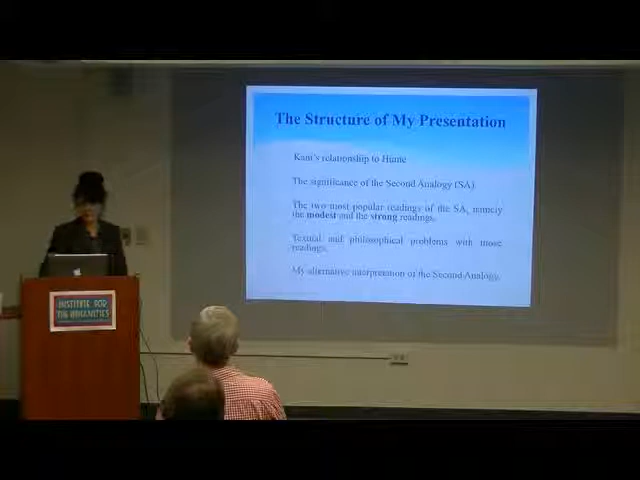 The Structure of My Presentation
Kant's relationship to Hume
The significance of the Second Analogy (SA)
The two most popular readings of the SA, namely
the modest and the strong readings.
Textual and philosophical problems with those
readings.
My alternative interpretation of the Second Analogy.
INSTITUTE FOR
THE HUMANITIES